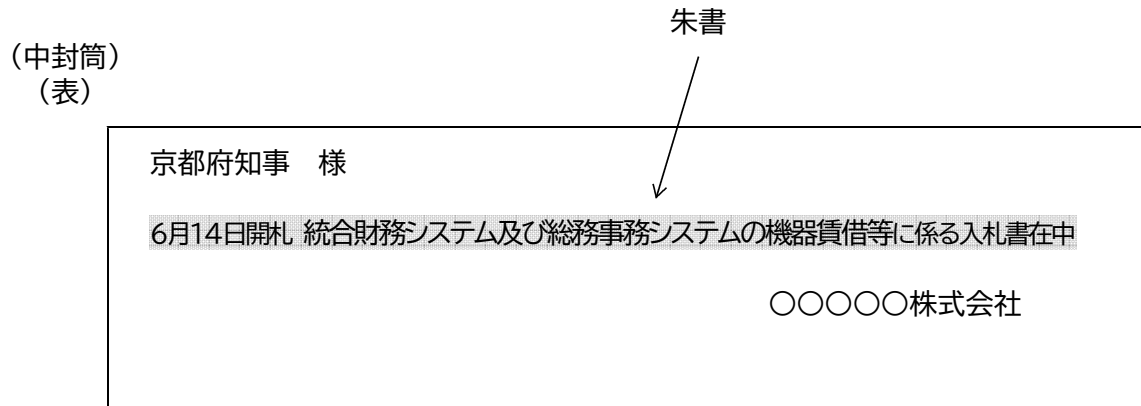 朱書
（中封筒）
（表）
京都府知事　様
6月14日開札 統合財務システム及び総務事務システムの機器賃借等に係る入札書在中
○○○○○株式会社